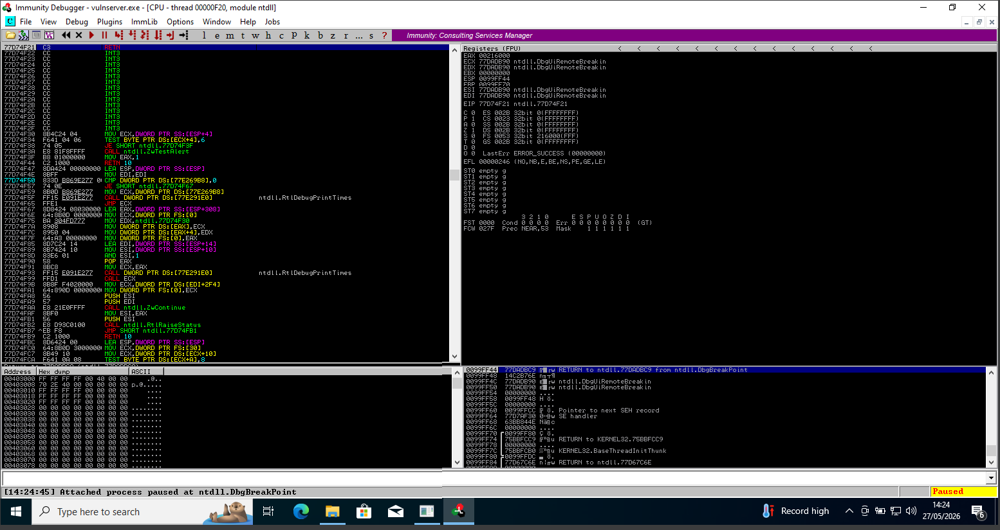 Immunity Debugger - vulnserver.exe - [CPU - thread 00000F20, module ntdll]
C File View Debug Plugins ImmLib Options Window Help Jobs
l e m t w h c P k b z r ... s ? Immunity: Consulting Services Manager
77D74F21 C3 RETN
77D74F22 CC INT3
77D74F23 CC INT3
77D74F24 CC INT3
77D74F25 CC INT3
77D74F26 CC INT3
77D74F27 CC INT3
77D74F28 CC INT3
77D74F29 CC INT3
77D74F2A CC INT3
77D74F2B CC INT3
77D74F2C CC INT3
77D74F2D CC INT3
77D74F2E CC INT3
77D74F2F CC INT3
77D74F30 8B4C24 04 MOV ECX,DWORD PTR SS:[ESP+4]
77D74F34 F641 04 06 TEST BYTE PTR DS:[ECX+4],6
77D74F38 74 05 JE SHORT ntdll.77D74F3F
77D74F3A E8 81F8FFFF CALL ntdll.ZwTestAlert
77D74F3F B8 01000000 MOV EAX,1
77D74F44 C2 1000 RETN 10
77D74F47 8DA424 00000000 LEA ESP,DWORD PTR SS:[ESP]
77D74F4E 8BFF MOV EDI,EDI
77D74F50 833D B869E277 00 CMP DWORD PTR DS:[77E269B8],0
77D74F57 74 0E JE SHORT ntdll.77D74F67
77D74F59 8B0D B869E277 MOV ECX,DWORD PTR DS:[77E269B8]
77D74F5F FF15 E091E277 CALL DWORD PTR DS:[77E291E0] ntdll.RtlDebugPrintTimes
77D74F65 FFE1 JMP ECX
77D74F67 8D8424 08030000 LEA EAX,DWORD PTR SS:[ESP+308]
77D74F6E 64:8B0D 0000000 MOV ECX,DWORD PTR FS:[0]
77D74F75 BA 304FD777 MOV EDX,ntdll.77D74F30
77D74F7A 8908 MOV DWORD PTR DS:[EAX],ECX
77D74F7C 8950 04 MOV DWORD PTR DS:[EAX+4],EDX
77D74F7F 64:A3 00000000 MOV DWORD PTR FS:[0],EAX
77D74F85 8D7C24 14 LEA EDI,DWORD PTR SS:[ESP+14]
77D74F89 8B7424 10 MOV ESI,DWORD PTR SS:[ESP+10]
77D74F8D 83E6 01 AND ESI,1
77D74F90 58 POP EAX
77D74F91 8BC8 MOV ECX,EAX
77D74F93 FF15 E091E277 CALL DWORD PTR DS:[77E291E0] ntdll.RtlDebugPrintTimes
77D74F99 FFD1 CALL ECX
77D74F9B 8B8F F4020000 MOV ECX,DWORD PTR DS:[EDI+2F4]
77D74FA1 64:890D 0000000 MOV DWORD PTR FS:[0],ECX
77D74FA8 56 PUSH ESI
77D74FA9 57 PUSH EDI
77D74FAA E8 21E0FFFF CALL ntdll.ZwContinue
77D74FAF 8BF0 MOV ESI,EAX
77D74FB1 56 PUSH ESI
77D74FB2 E8 D93C0100 CALL ntdll.RtlRaiseStatus
77D74FB7 ^EB F8 JMP SHORT ntdll.77D74FB1
77D74FB9 C2 1000 RETN 10
77D74FBC 8D6424 00 LEA ESP,DWORD PTR SS:[ESP]
77D74FC0 64:8B0D 3000000 MOV ECX,DWORD PTR FS:[30]
77D74FC7 8B49 10 MOV ECX,DWORD PTR DS:[ECX+10]
77D74FCA F641 0A 08 TEST BYTE PTR DS:[ECX+A],8
Registers (FPU) < < < < < < < < < < < < < <
EAX 00216000
ECX 77DADB90 ntdll.DbgUiRemoteBreakin
EDX 77DADB90 ntdll.DbgUiRemoteBreakin
EBX 00000000
ESP 0099FF44
EBP 0099FF70
ESI 77DADB90 ntdll.DbgUiRemoteBreakin
EDI 77DADB90 ntdll.DbgUiRemoteBreakin
EIP 77D74F21 ntdll.77D74F21
C 0 ES 002B 32bit 0(FFFFFFFF)
P 1 CS 0023 32bit 0(FFFFFFFF)
A 0 SS 002B 32bit 0(FFFFFFFF)
Z 1 DS 002B 32bit 0(FFFFFFFF)
S 0 FS 0053 32bit 216000(FFF)
T 0 GS 002B 32bit 0(FFFFFFFF)
D 0
O 0 LastErr ERROR_SUCCESS (00000000)
EFL 00000246 (NO,NB,E,BE,NS,PE,GE,LE)
ST0 empty g
ST1 empty g
ST2 empty g
ST3 empty g
ST4 empty g
ST5 empty g
ST6 empty g
ST7 empty g
3 2 1 0 E S P U O Z D I
FST 0000 Cond 0 0 0 0 Err 0 0 0 0 0 0 0 0 (GT)
FCW 027F Prec NEAR,53 Mask 1 1 1 1 1 1
Address Hex dump ASCII
00403000 FF FF FF FF 00 40 00 00 .@..
00403008 70 2E 40 00 00 00 00 00 p.@.....
00403010 FF FF FF FF 00 00 00 00 ....
00403018 FF FF FF FF 00 00 00 00 ....
00403020 FF FF FF FF 00 00 00 00 ....
00403028 00 00 00 00 00 00 00 00 ........
00403030 00 00 00 00 00 00 00 00 ........
00403038 00 00 00 00 00 00 00 00 ........
00403040 00 00 00 00 00 00 00 00 ........
00403048 00 00 00 00 00 00 00 00 ........
00403050 00 00 00 00 00 00 00 00 ........
00403058 00 00 00 00 00 00 00 00 ........
00403060 00 00 00 00 00 00 00 00 ........
00403068 00 00 00 00 00 00 00 00 ........
00403070 00 00 00 00 00 00 00 00 ........
00403078 00 00 00 00 00 00 00 00 ........
0099FF44 77DADBC9 RETURN to ntdll.77DADBC9 from ntdll.DbgBreakPoint
0099FF48 14C2B76E
0099FF4C 77DADB90 ntdll.DbgUiRemoteBreakin
0099FF50 77DADB90 ntdll.DbgUiRemoteBreakin
0099FF54 00000000 ....
0099FF58 0099FF48 H ö.
0099FF5C 00000000 ....
0099FF60 0099FFCC Pointer to next SEH record
0099FF64 77D7AF30 SE handler
0099FF68 63BB844E
0099FF6C 00000000 ....
0099FF70 0099FF80 Ç ö.
0099FF74 75BBFCC9 RETURN to KERNEL32.75BBFCC9
0099FF78 00000000 ....
0099FF7C 75BBFCB0 KERNEL32.BaseThreadInitThunk
0099FF80 0099FFDC
0099FF84 77D67C6E RETURN to ntdll.77D67C6E
[14:24:45] Attached process paused at ntdll.DbgBreakPoint
Paused
Type here to search
Record high
14:24
27/05/2026
6